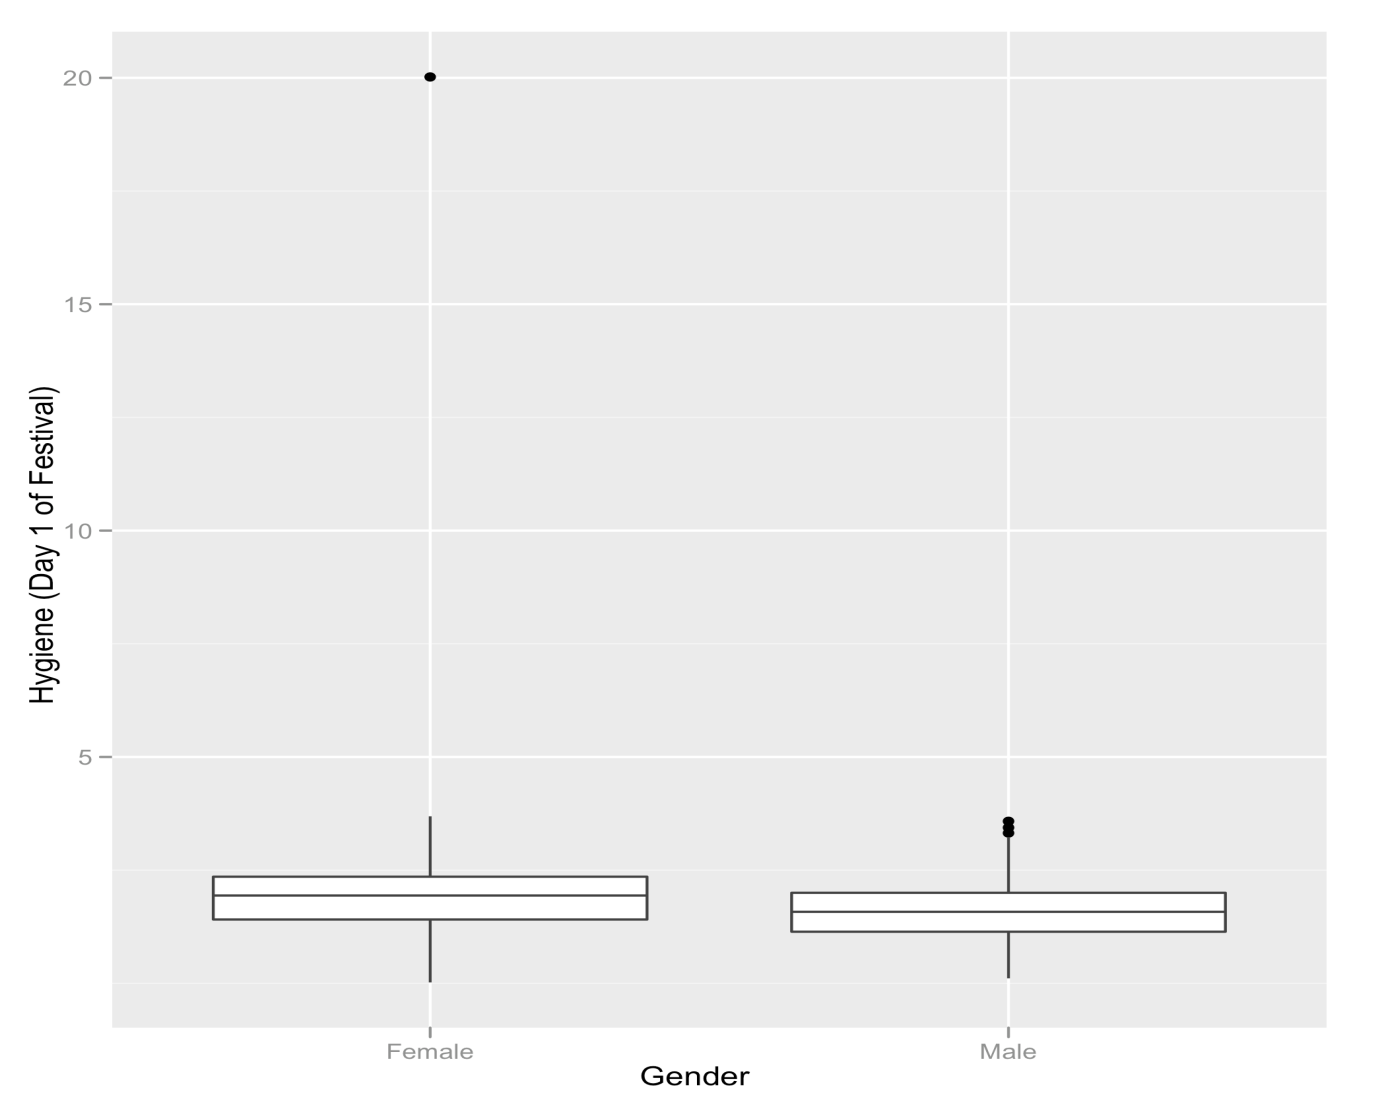 20
15
10
5
Hygiene (Day 1 of Festival)
Female
Male
Gender